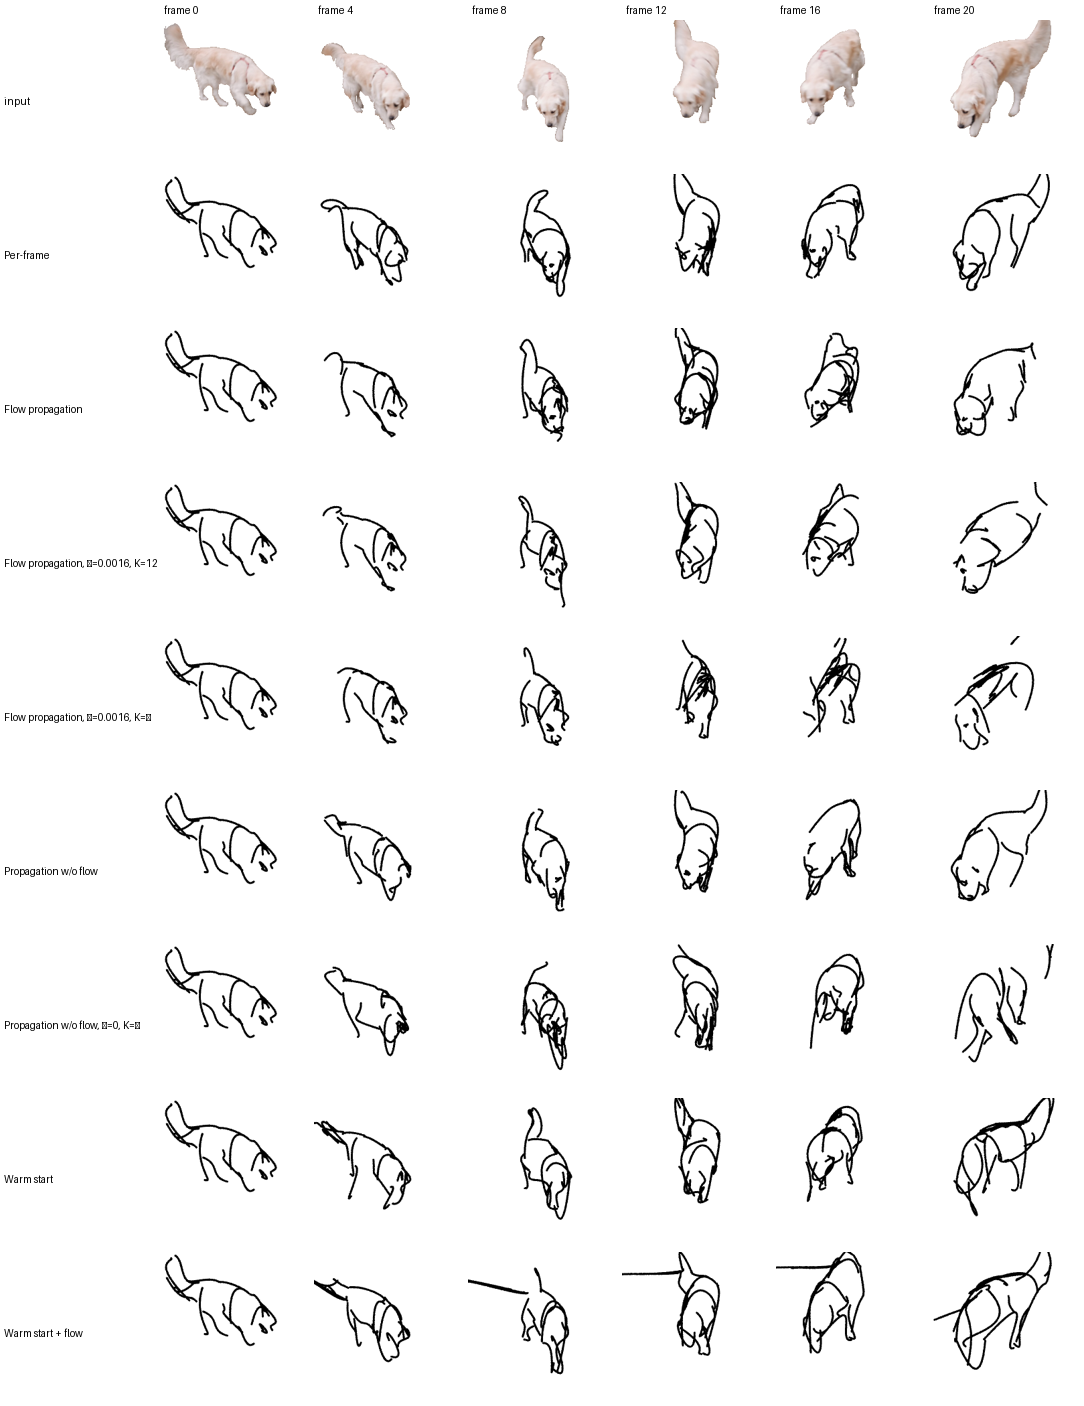 frame 0 frame 4 frame 8 frame 12 frame 16 frame 20
input
Per-frame
Flow propagation
Flow propagation, ☒=0.0016, K=12
Flow propagation, ☒=0.0016, K=☒
Propagation w/o flow
Propagation w/o flow, ☒=0, K=☒
Warm start
Warm start + flow